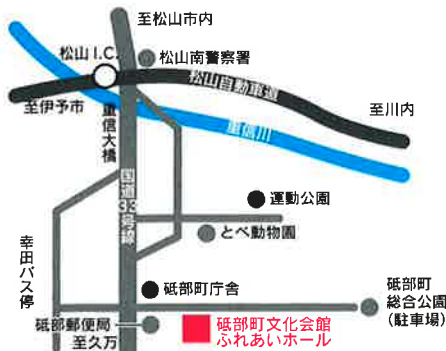 至松山市内
松山I.C.
松山南警察署
松山自動車道
至伊予市
至川内
重信大橋
重信川
国道33号線
運動公園
とべ動物園
幸田バス停
砥部町庁舎
砥部町
総合公園
(駐車場)
砥部郵便局
至久万
砥部町文化会館
ふれあいホール